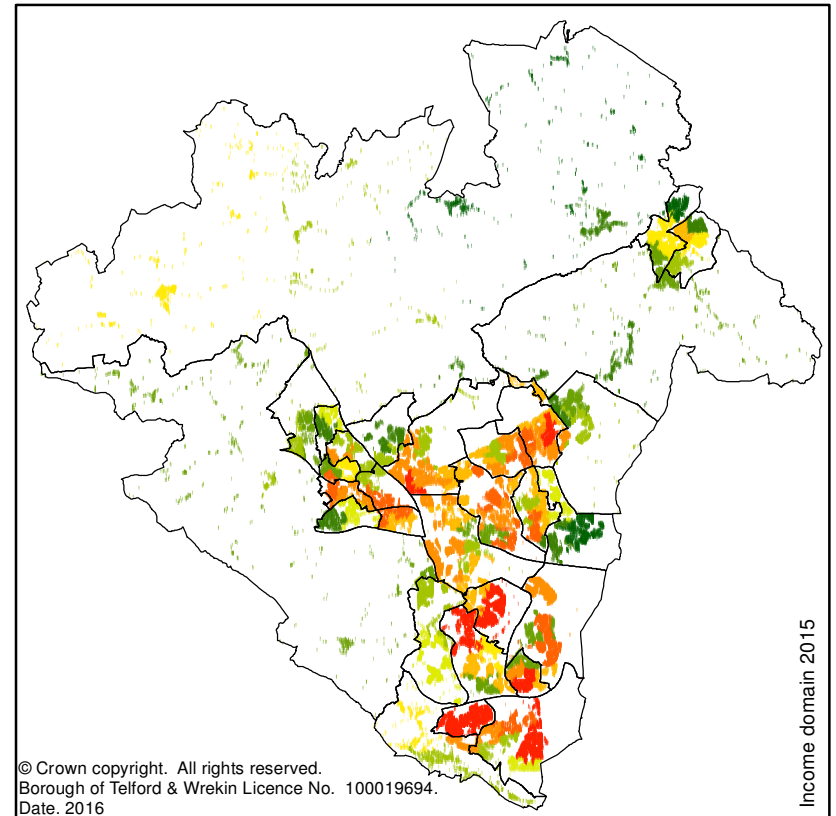 Income domain 2015
© Crown copyright. All rights reserved.
Borough of Telford & Wrekin Licence No. 100019694.
Date. 2016